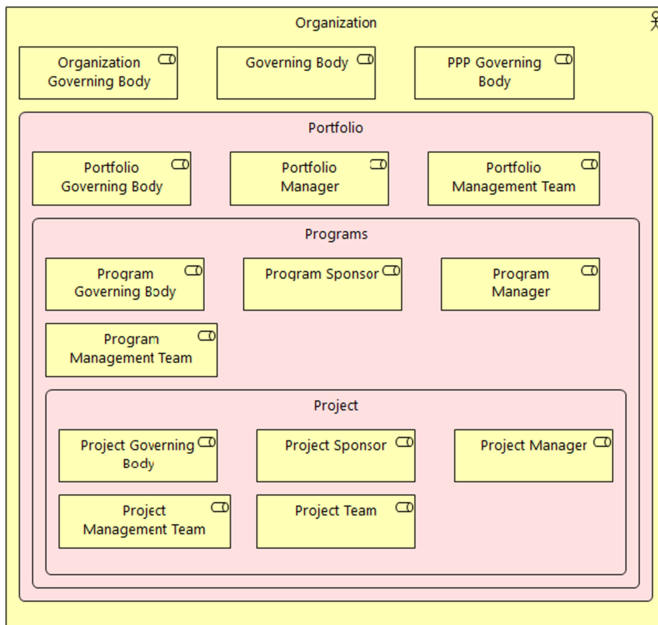 Organization
Organization
Governing Body
Governing Body
PPP Governing
Body
Portfolio
Portfolio
Governing Body
Portfolio
Manager
Portfolio
Management Team
Programs
Program
Governing Body
Program Sponsor
Program
Manager
Program
Management Team
Project
Project Governing
Body
Project Sponsor
Project Manager
Project
Management Team
Project Team